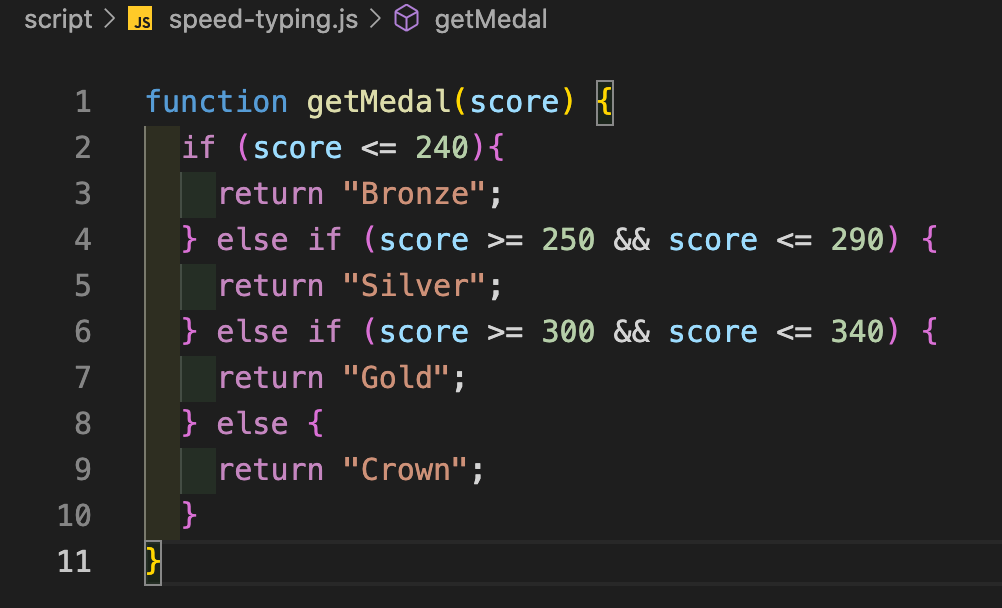 script > JS speed-typing.js > getMedal
1 function getMedal(score) {
2   if (score <= 240){
3     return "Bronze";
4   } else if (score >= 250 && score <= 290) {
5     return "Silver";
6   } else if (score >= 300 && score <= 340) {
7     return "Gold";
8   } else {
9     return "Crown";
10   }
11 }